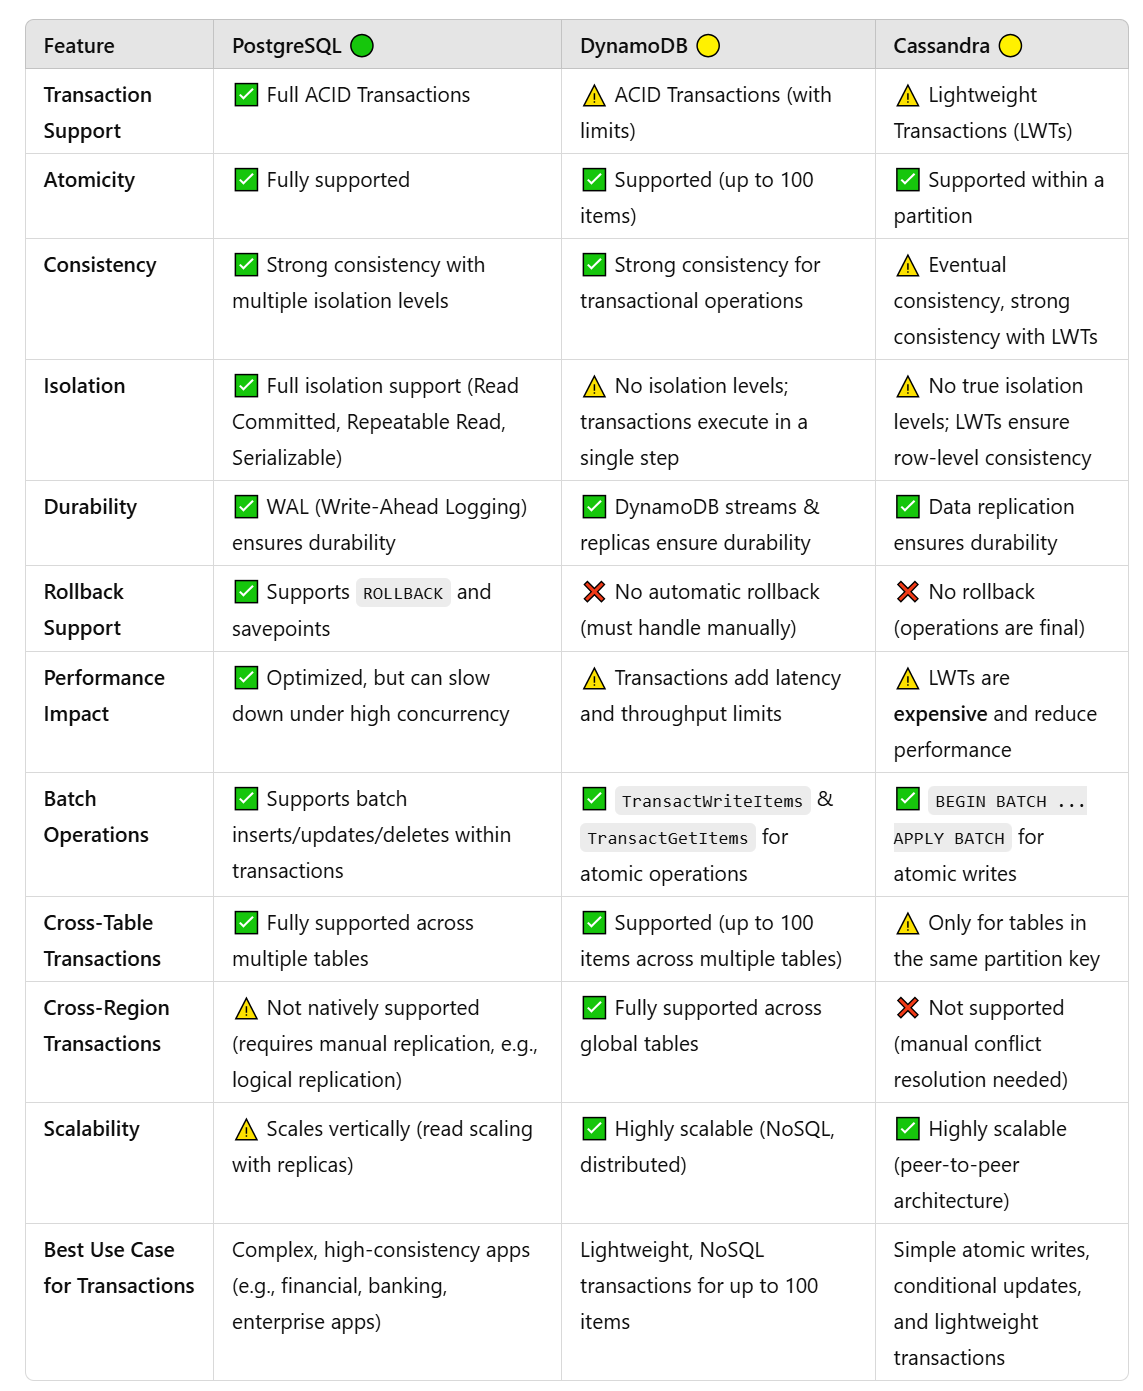 Feature PostgreSQL DynamoDB Cassandra
Transaction
Support
Full ACID Transactions
ACID Transactions (with
limits)
Lightweight
Transactions (LWTs)
Atomicity
Fully supported
Supported (up to 100
items)
Supported within a
partition
Consistency
Strong consistency with
multiple isolation levels
Strong consistency for
transactional operations
Eventual
consistency, strong
consistency with LWTs
Isolation
Full isolation support (Read
Committed, Repeatable Read,
Serializable)
No isolation levels;
transactions execute in a
single step
No true isolation
levels; LWTs ensure
row-level consistency
Durability
WAL (Write-Ahead Logging)
ensures durability
DynamoDB streams &
replicas ensure durability
Data replication
ensures durability
Rollback
Support
Supports ROLLBACK and
savepoints
No automatic rollback
(must handle manually)
No rollback
(operations are final)
Performance
Impact
Optimized, but can slow
down under high concurrency
Transactions add latency
and throughput limits
LWTs are
expensive and reduce
performance
Batch
Operations
Supports batch
inserts/updates/deletes within
transactions
TransactWriteItems &
TransactGetItems for
atomic operations
BEGIN BATCH ...
APPLY BATCH for
atomic writes
Cross-Table
Transactions
Fully supported across
multiple tables
Supported (up to 100
items across multiple tables)
Only for tables in
the same partition key
Cross-Region
Transactions
Not natively supported
(requires manual replication, e.g.,
logical replication)
Fully supported across
global tables
Not supported
(manual conflict
resolution needed)
Scalability
Scales vertically (read scaling
with replicas)
Highly scalable (NoSQL,
distributed)
Highly scalable
(peer-to-peer
architecture)
Best Use Case
for Transactions
Complex, high-consistency apps
(e.g., financial, banking,
enterprise apps)
Lightweight, NoSQL
transactions for up to 100
items
Simple atomic writes,
conditional updates,
and lightweight
transactions